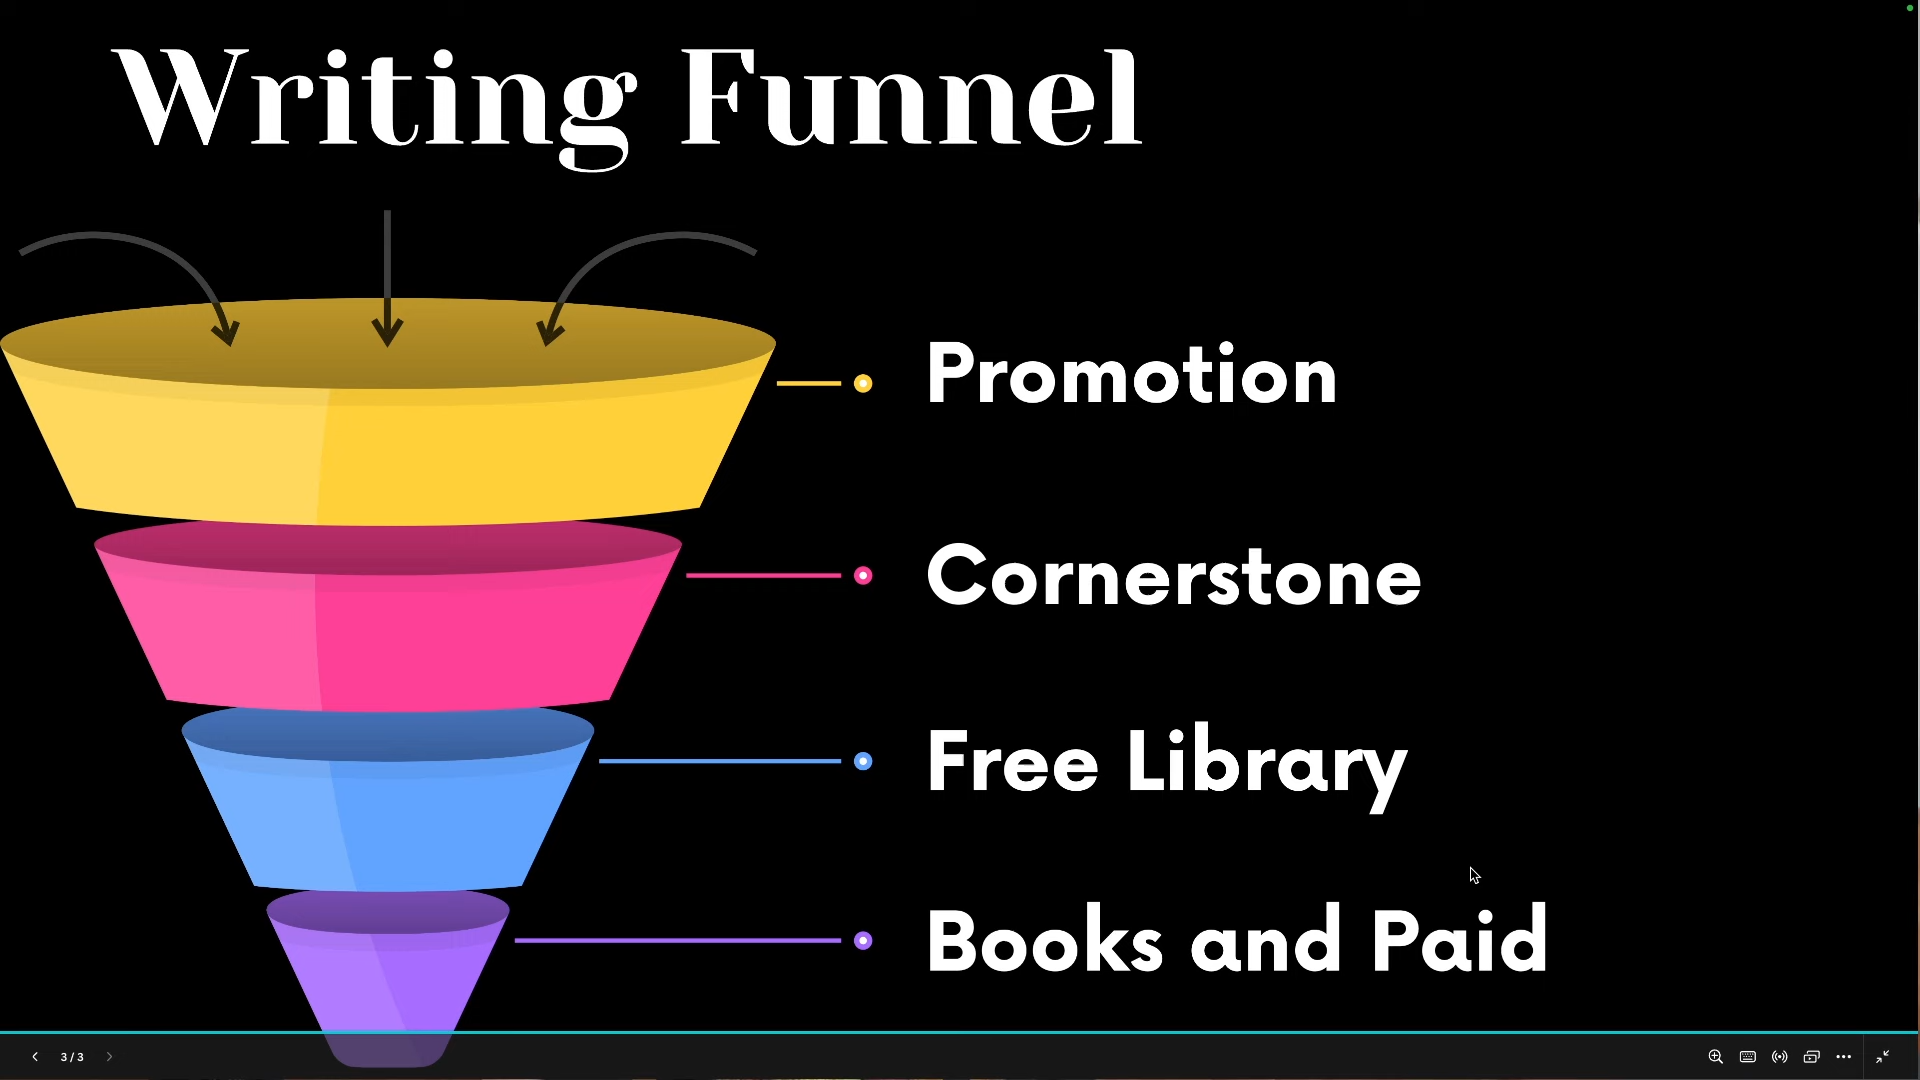 Writing Funnel
Promotion
Cornerstone
Free Library
Books and Paid
3 / 3